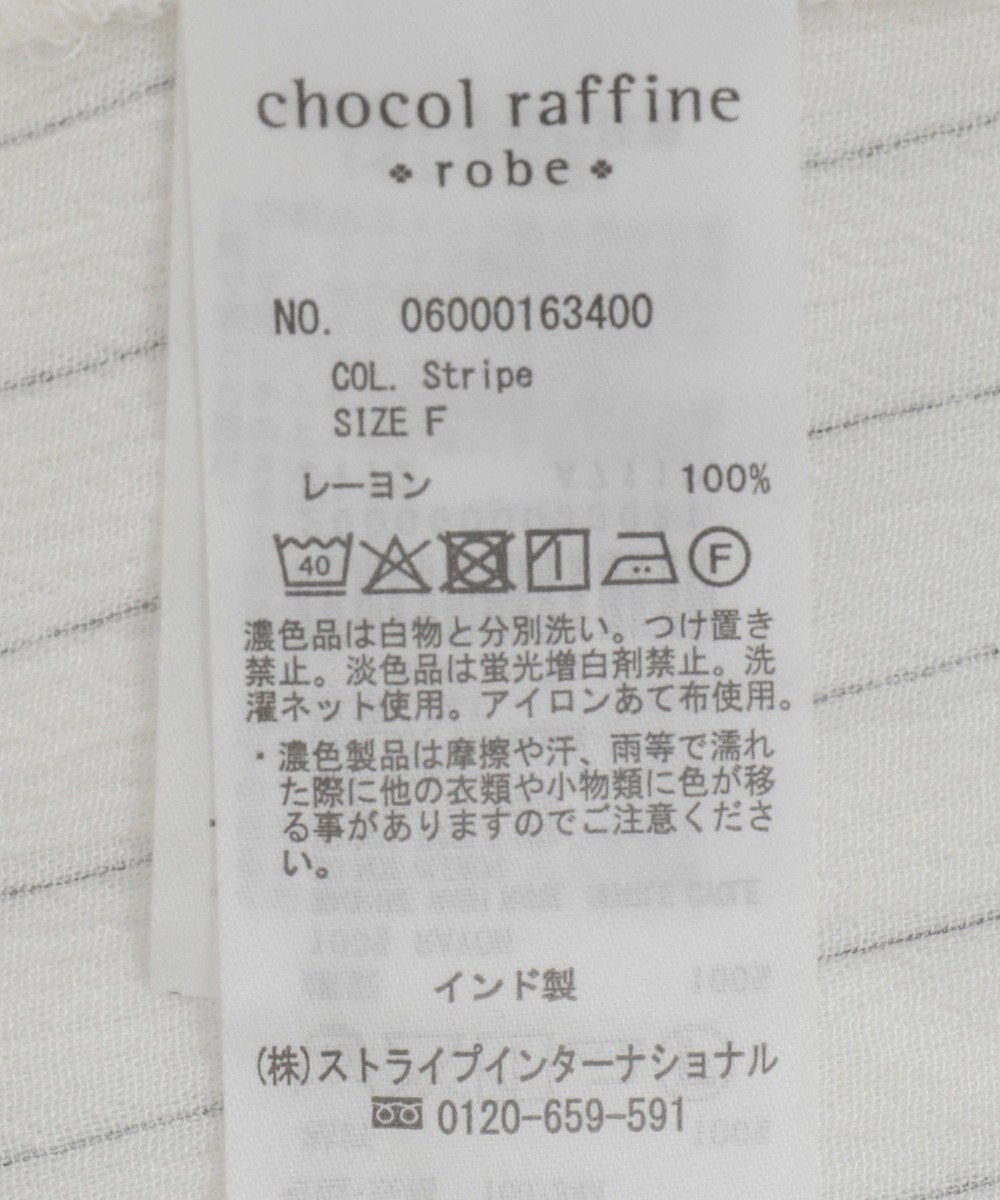 chocol raffine
robe
NO. 06000163400
COL. Stripe
SIZE F
レーヨン 100%
40 F
濃色品は白物と分別洗い。つけ置き
禁止。淡色品は蛍光増白剤禁止。洗
濯ネット使用。アイロンあて布使用。
・濃色製品は摩擦や汗、雨等で濡れ
た際に他の衣類や小物類に色が移
る事がありますのでご注意くださ
い。
インド製
(株)ストライプインターナショナル
0120-659-591